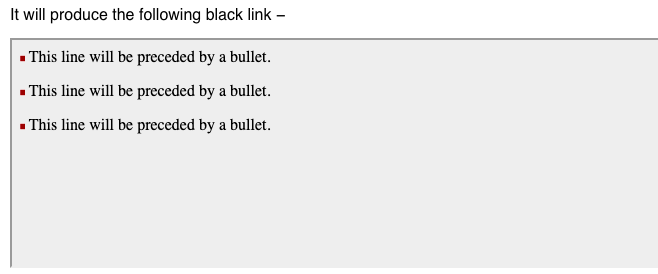 It will produce the following black link –
This line will be preceded by a bullet.
This line will be preceded by a bullet.
This line will be preceded by a bullet.